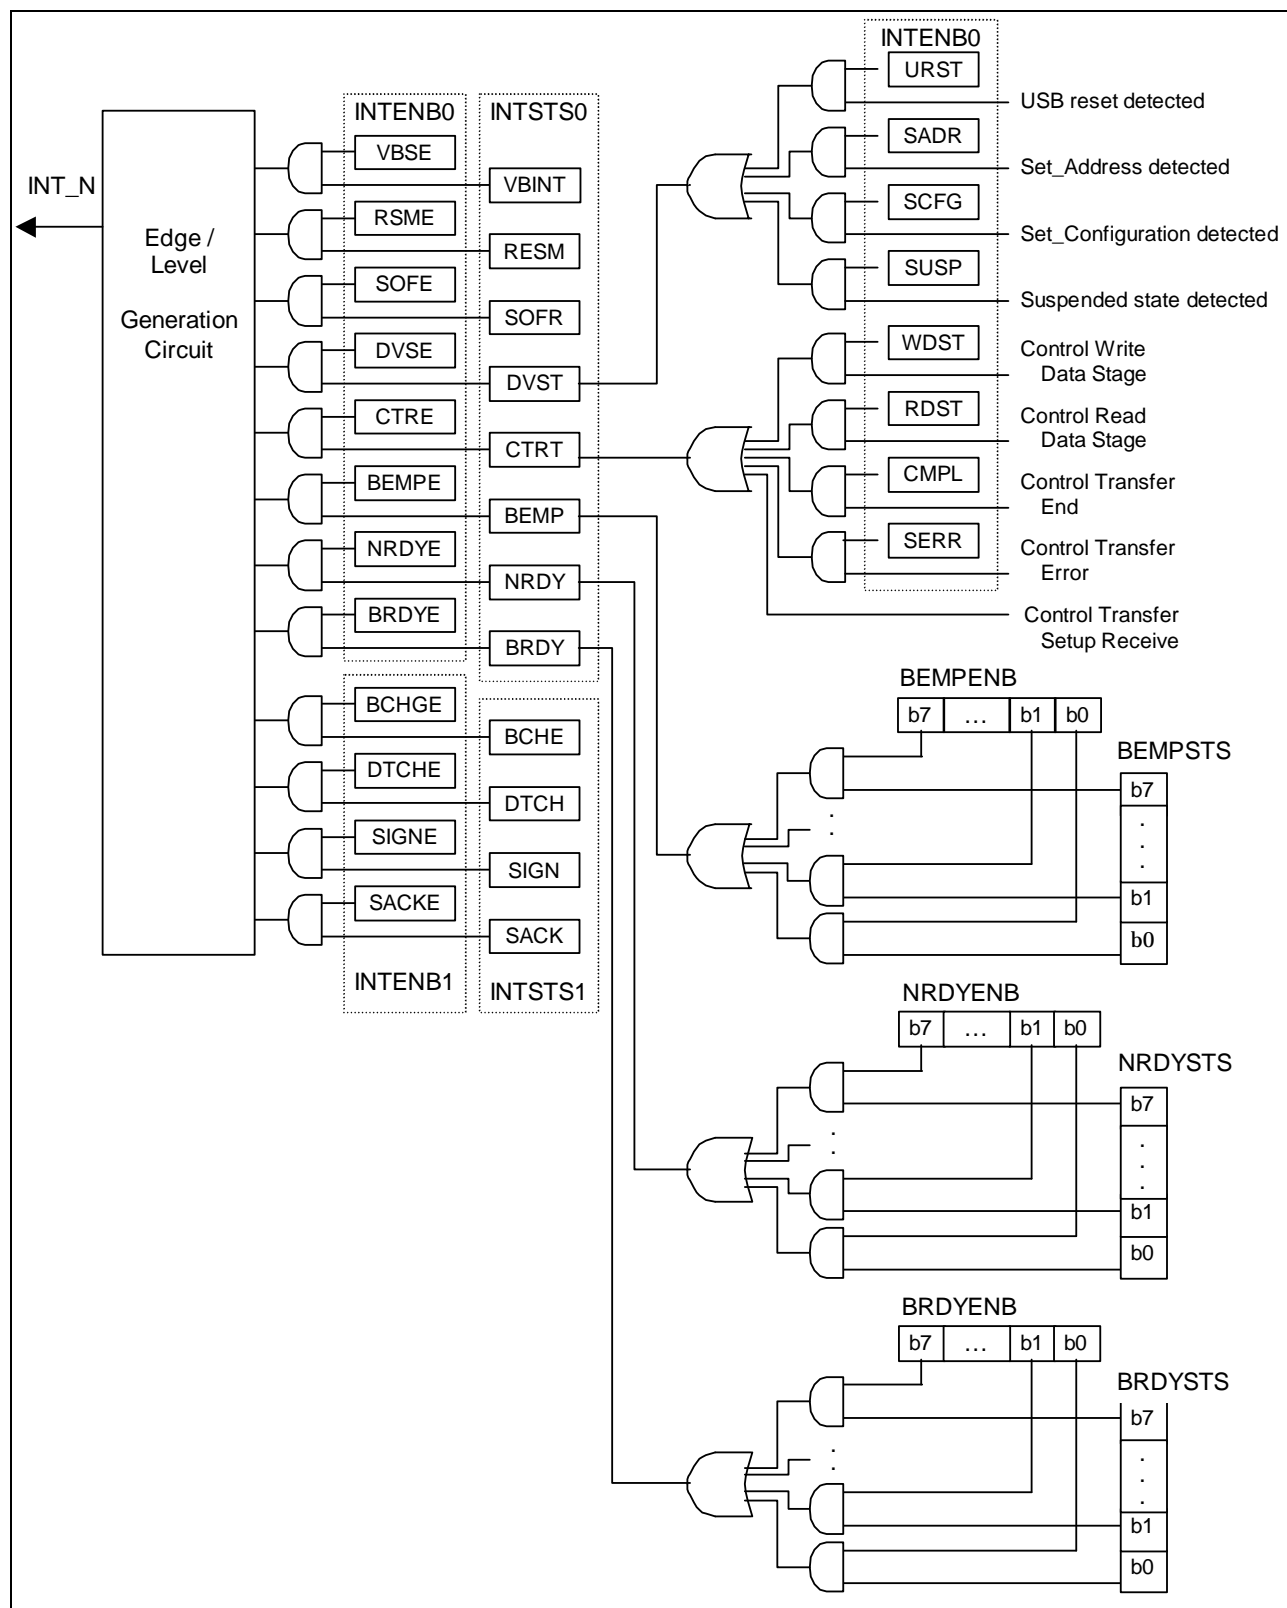 INT_N
Edge /
Level
Generation
Circuit
INTENB0
VBSE
RSME
SOFE
DVSE
CTRE
BEMPE
NRDYE
BRDYE
BCHGE
DTCHE
SIGNE
SACKE
INTENB1
INTSTS0
VBINT
RESM
SOFR
DVST
CTRT
BEMP
NRDY
BRDY
BCHE
DTCH
SIGN
SACK
INTSTS1
INTENB0
URST
USB reset detected
SADR
Set_Address detected
SCFG
Set_Configuration detected
SUSP
Suspended state detected
WDST
Control Write
Data Stage
RDST
Control Read
Data Stage
CMPL
Control Transfer
End
SERR
Control Transfer
Error
Control Transfer
Setup Receive
BEMPENB
b7 ... b1 b0
BEMPSTS
b7
.
.
.
b1
b0
NRDYENB
b7 ... b1 b0
NRDYSTS
b7
.
.
.
b1
b0
BRDYENB
b7 ... b1 b0
BRDYSTS
b7
.
.
.
b1
b0